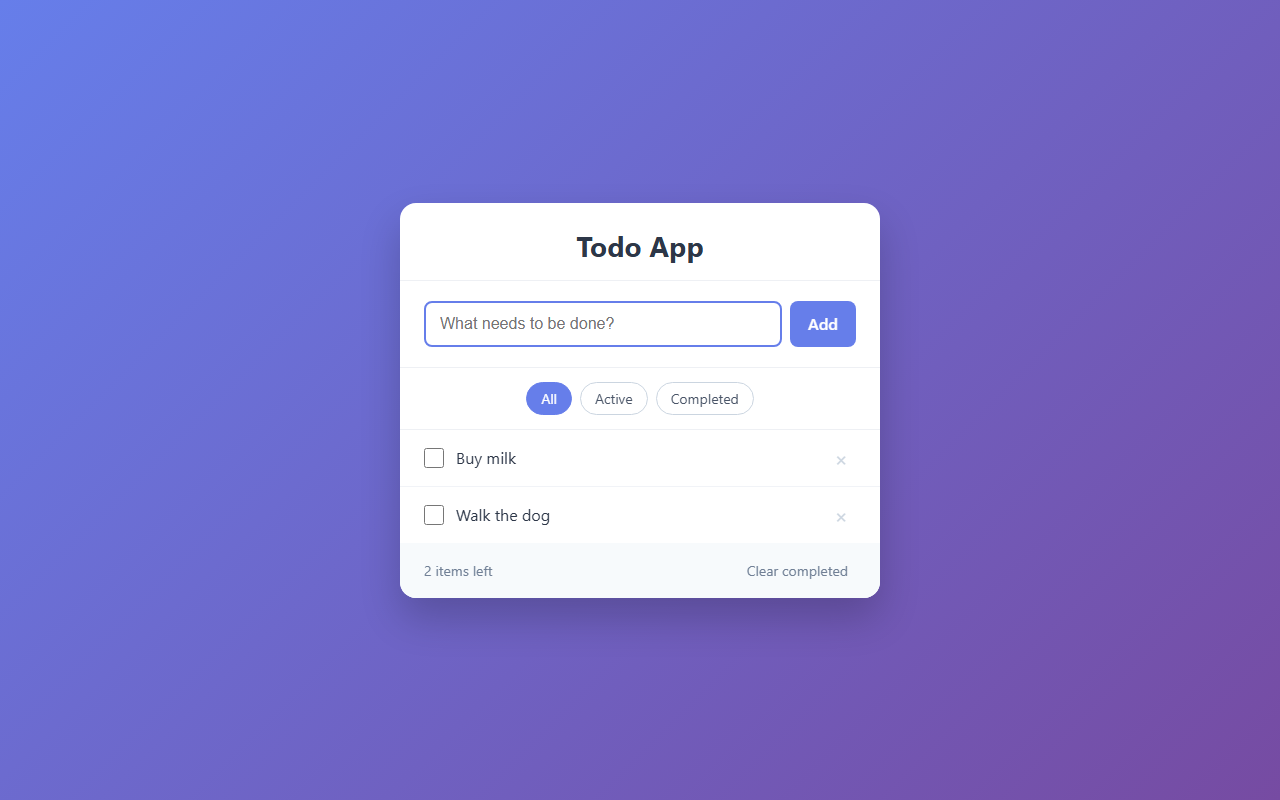 Todo App
What needs to be done? Add
All Active Completed
Buy milk ×
Walk the dog ×
2 items left Clear completed